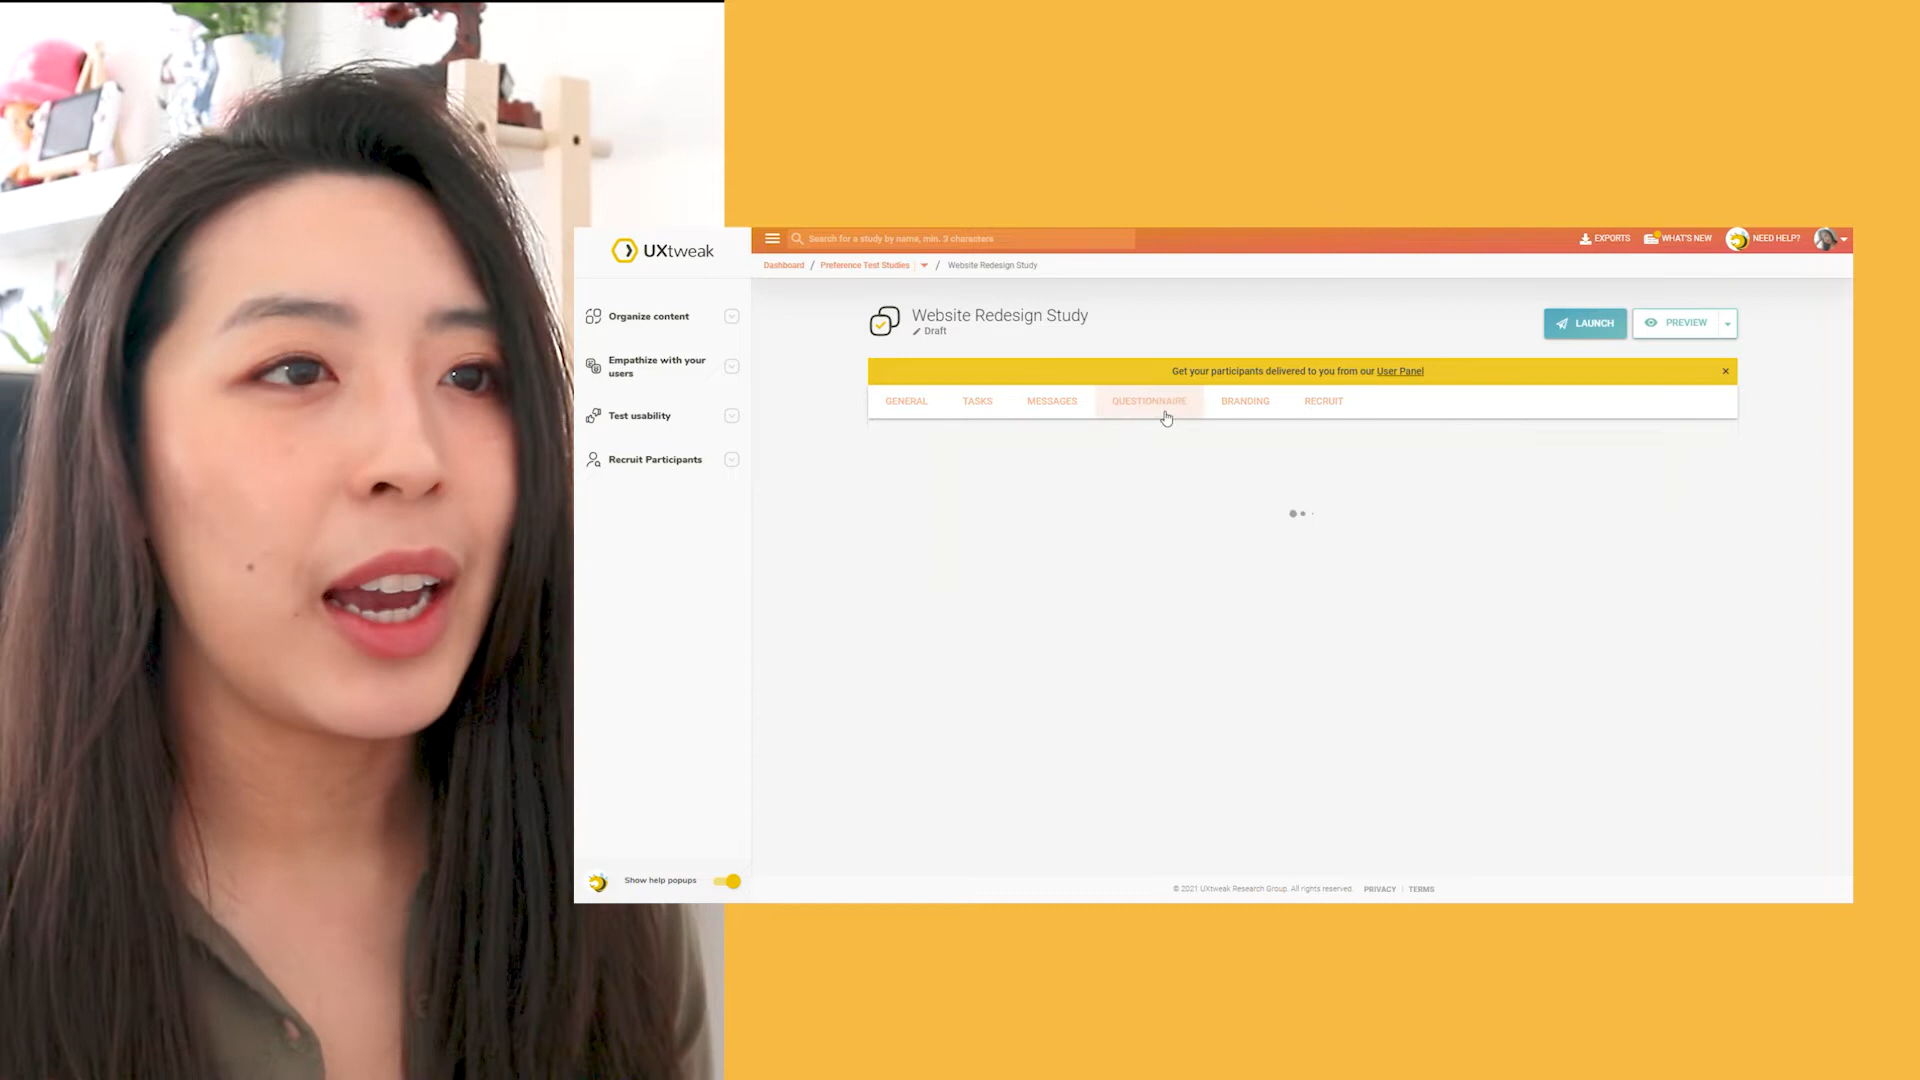 UXtweak
Search for a study by name, min. 3 characters
EXPORTS
WHAT'S NEW
NEED HELP?
Dashboard / Preference Test Studies / Website Redesign Study
Organize content
Empathize with your
users
Test usability
Recruit Participants
Website Redesign Study
Draft
LAUNCH
PREVIEW
Get your participants delivered to you from our User Panel
GENERAL TASKS MESSAGES QUESTIONNAIRE BRANDING RECRUIT
Show help popups
© 2021 UXtweak Research Group. All rights reserved. PRIVACY | TERMS